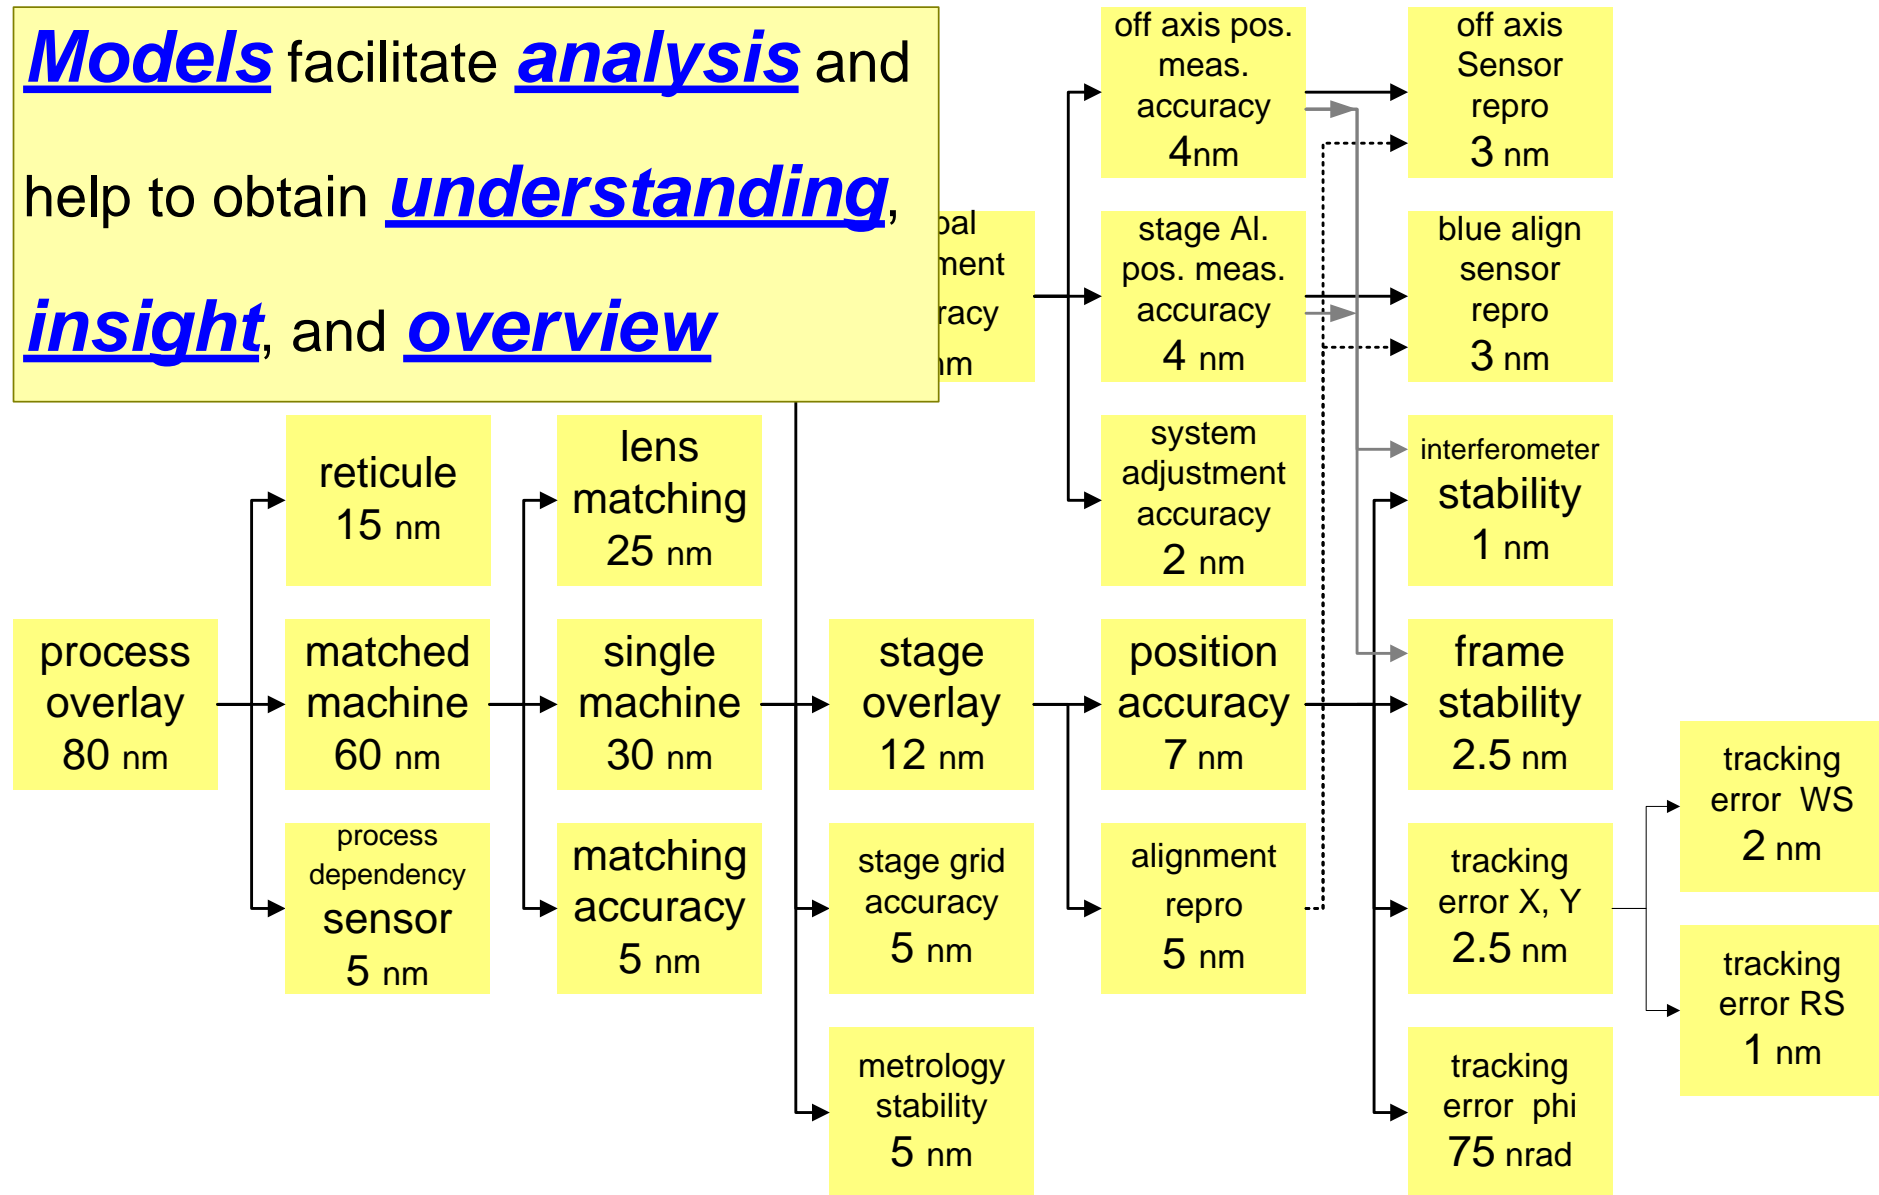 Models facilitate analysis and
help to obtain understanding,
insight, and overview
off axis pos.
meas.
accuracy
4nm
off axis
Sensor
repro
3 nm
stage Al.
pos. meas.
accuracy
4 nm
blue align
sensor
repro
3 nm
reticule
15 nm
lens
matching
25 nm
system
adjustment
accuracy
2 nm
interferometer
stability
1 nm
process
overlay
80 nm
matched
machine
60 nm
single
machine
30 nm
stage
overlay
12 nm
position
accuracy
7 nm
frame
stability
2.5 nm
tracking
error WS
2 nm
process
dependency
sensor
5 nm
matching
accuracy
5 nm
stage grid
accuracy
5 nm
alignment
repro
5 nm
tracking
error X, Y
2.5 nm
tracking
error RS
1 nm
metrology
stability
5 nm
tracking
error phi
75 nrad